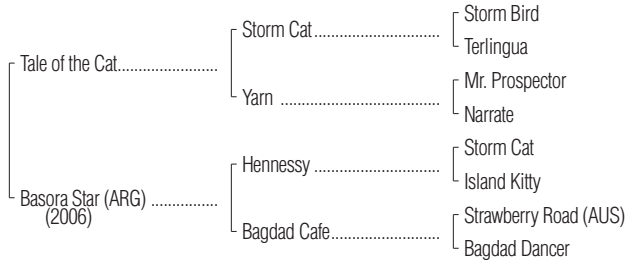 Storm Bird
Storm Cat
Terlingua
Tale of the Cat
Mr. Prospector
Yarn
Narrate
Storm Cat
Hennessy
Island Kitty
Basora Star (ARG)
(2006)
Strawberry Road (AUS)
Bagdad Cafe
Bagdad Dancer